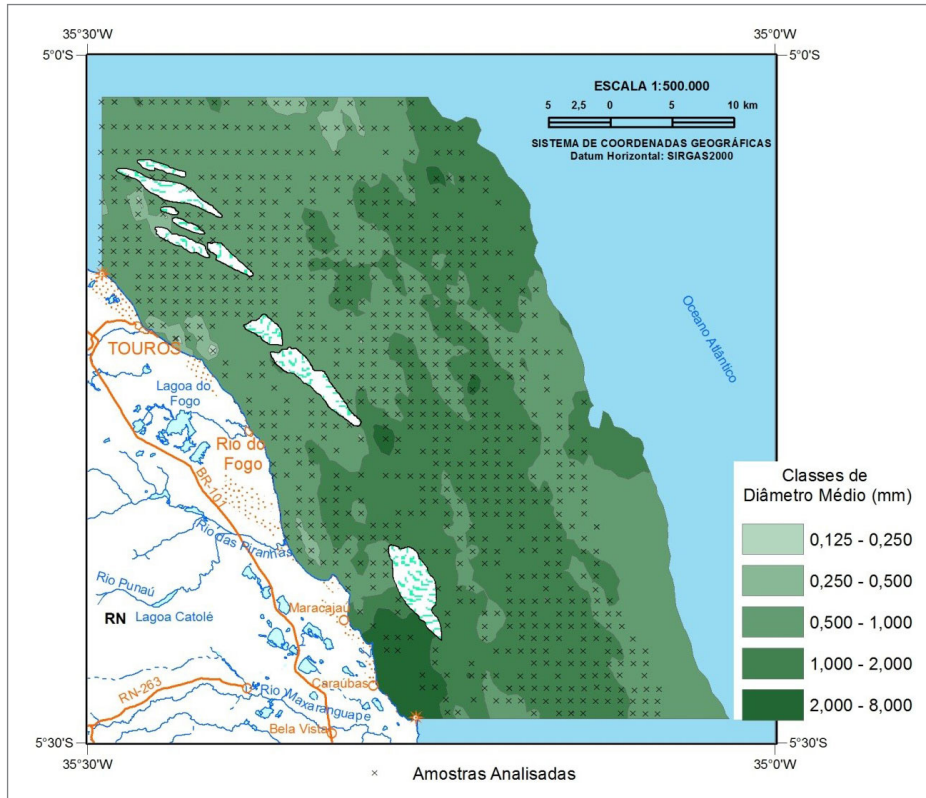 35°30'W
35°0'W
5°0'S
5°0'S
ESCALA 1:500.000
5 2,5 0 5 10 km
SISTEMA DE COORDENADAS GEOGRÁFICAS
Datum Horizontal: SIRGAS2000
Oceano Atlântico
TOUROS
Lagoa do
Fogo
Rio do
Fogo
BR-101
Rio das Piranhas
Rio Punaú
RN
Lagoa Catolé
Maracajaú
Caraúbas
RN-263
Rio Maxaranguape
Bela Vista
Classes de
Diâmetro Médio (mm)
0,125 - 0,250
0,250 - 0,500
0,500 - 1,000
1,000 - 2,000
2,000 - 8,000
5°30'S
5°30'S
35°30'W
35°0'W
× Amostras Analisadas